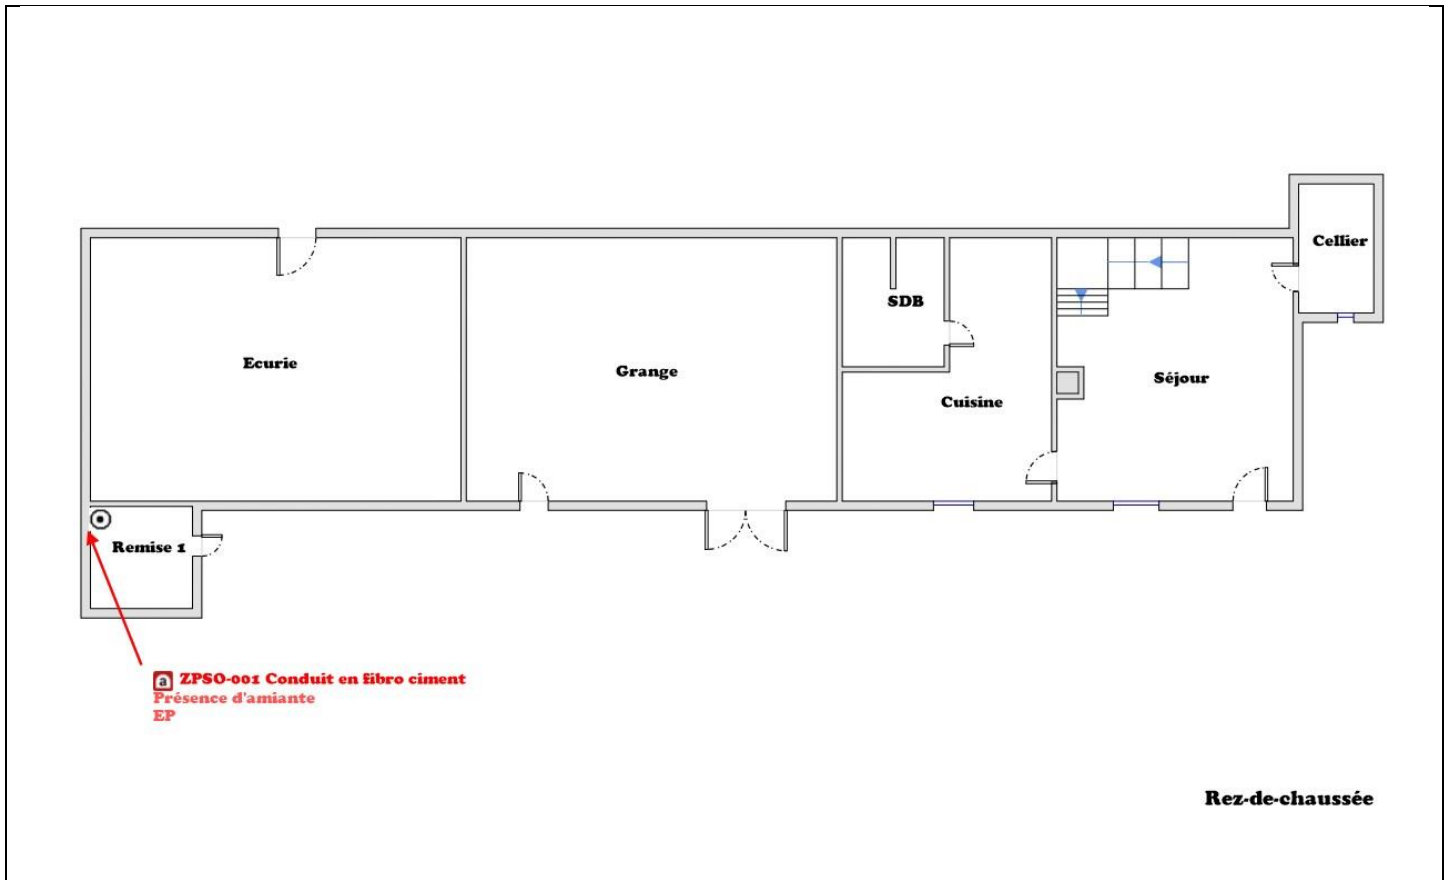 Cellier
SDB
Ecurie
Grange
Séjour
Cuisine
Remise 1
a ZPSO-001 Conduit en fibro ciment
Présence d'amiante
EP
Rez-de-chaussée